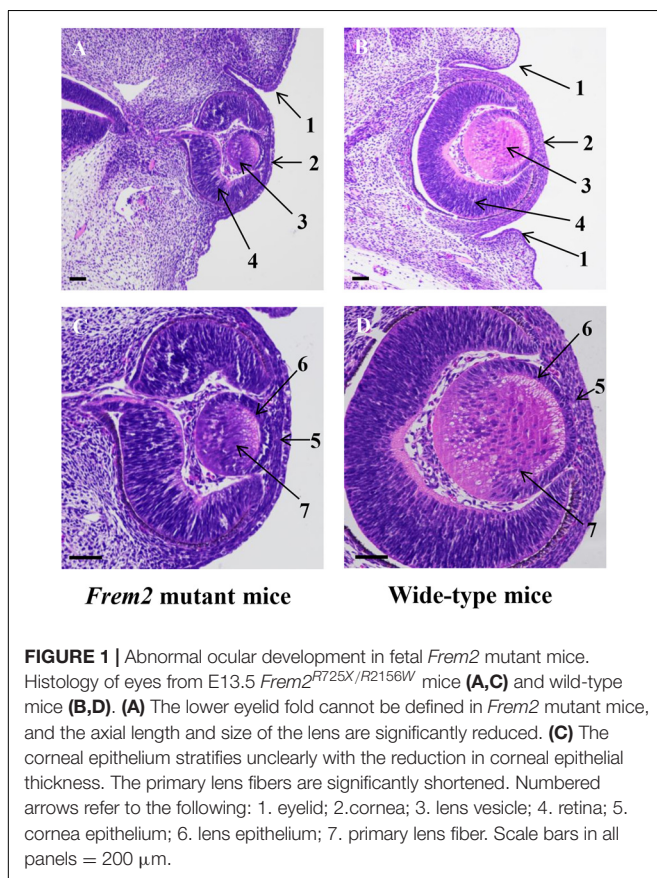 A
B
1
1
2
2
3
3
4
4
1
C
D
6
6
5
5
7
7
Frem2 mutant mice
Wide-type mice
FIGURE 1 | Abnormal ocular development in fetal Frem2 mutant mice.
Histology of eyes from E13.5 Frem2^R725X/R2156W mice (A,C) and wild-type
mice (B,D). (A) The lower eyelid fold cannot be defined in Frem2 mutant mice,
and the axial length and size of the lens are significantly reduced. (C) The
corneal epithelium stratifies unclearly with the reduction in corneal epithelial
thickness. The primary lens fibers are significantly shortened. Numbered
arrows refer to the following: 1. eyelid; 2.cornea; 3. lens vesicle; 4. retina; 5.
cornea epithelium; 6. lens epithelium; 7. primary lens fiber. Scale bars in all
panels = 200 μm.